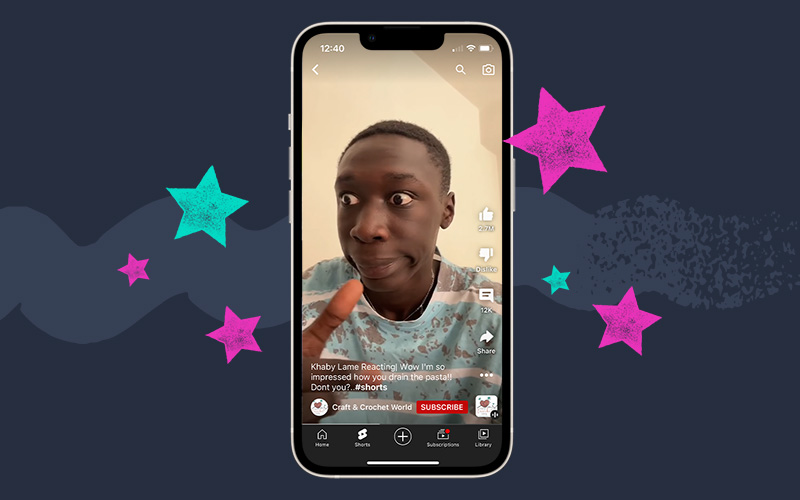 12:40
2.7M
Dislike
12K
Share
Khaby Lame Reacting! Wow I'm so
impressed how you drain the pasta!!
Dont you?..#shorts
Craft & Crochet World SUBSCRIBE
Home Shorts Subscriptions Library